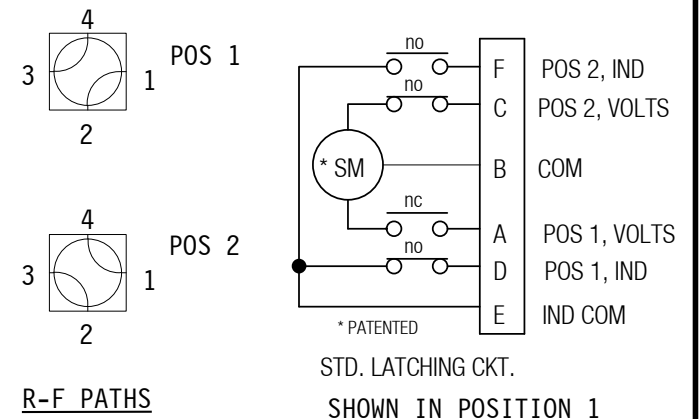 4
3 1
2
POS 1
4
3 1
2
POS 2
R-F PATHS
no
F POS 2, IND
no
C POS 2, VOLTS
* SM
B COM
nc
A POS 1, VOLTS
no
D POS 1, IND
E IND COM
* PATENTED
STD. LATCHING CKT.
SHOWN IN POSITION 1